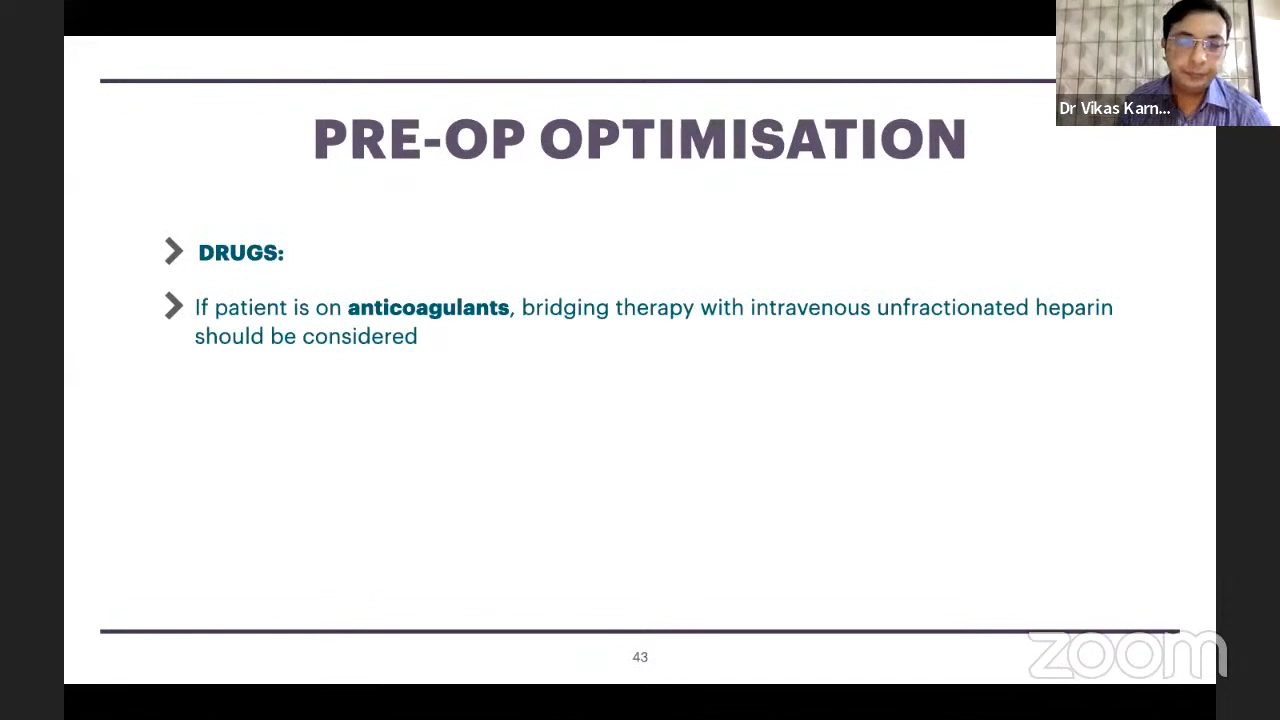 Dr Vikas Karn...
PRE-OP OPTIMISATION
DRUGS:
If patient is on anticoagulants, bridging therapy with intravenous unfractionated heparin
should be considered
43
zoom